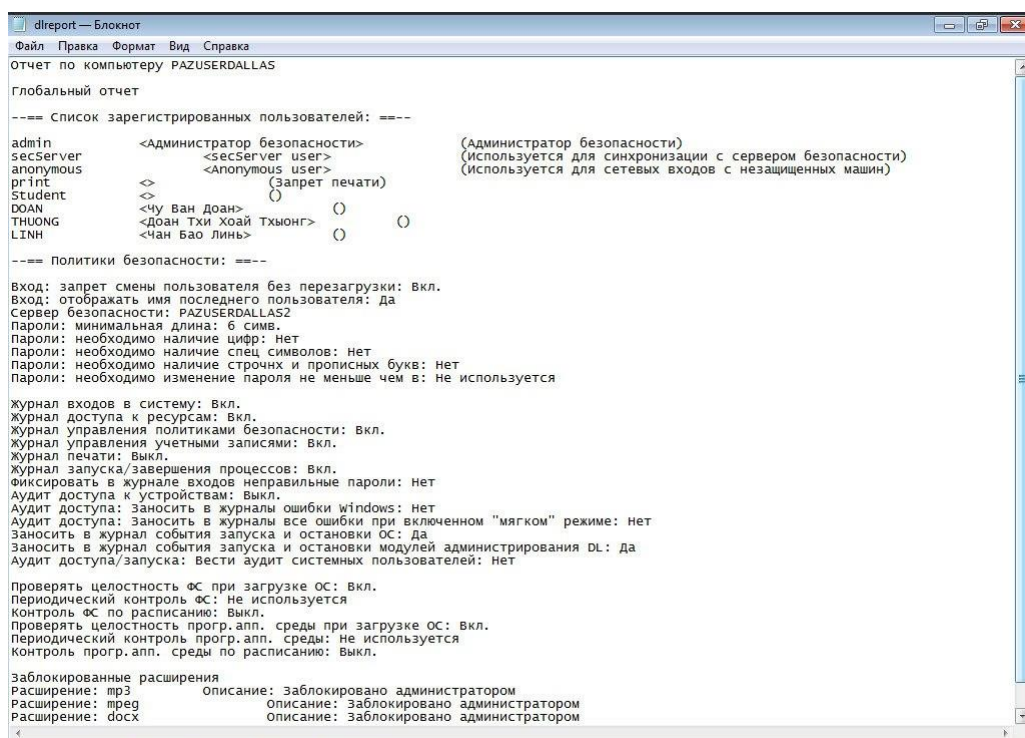 dlreport — Блокнот
Файл Правка Формат Вид Справка
Отчет по компьютеру PAZUSERDALLAS
Глобальный отчет
--== Список зарегистрированных пользователей: ==--
admin <Администратор безопасности> (Администратор безопасности)
secServer <secServer user> (Используется для синхронизации с сервером безопасности)
anonymous <Anonymous user> (Используется для сетевых входов с незащищенных машин)
print <> (Запрет печати)
Student <> ()
DOAN <Чу Ван Доан> ()
THUONG <Доан Тхи Хоай Тхыонг> ()
LINH <Чан Бао Линь> ()
--== Политики безопасности: ==--
Вход: запрет смены пользователя без перезагрузки: Вкл.
Вход: отображать имя последнего пользователя: Да
Сервер безопасности: PAZUSERDALLAS2
Пароли: минимальная длина: 6 симв.
Пароли: необходимо наличие цифр: Нет
Пароли: необходимо наличие спец символов: Нет
Пароли: необходимо наличие строчнх и прописных букв: Нет
Пароли: необходимо изменение пароля не меньше чем в: Не используется
Журнал входов в систему: Вкл.
Журнал доступа к ресурсам: Вкл.
Журнал управления политиками безопасности: Вкл.
Журнал управления учетными записями: Вкл.
Журнал печати: Выкл.
Журнал запуска/завершения процессов: Вкл.
Фиксировать в журнале входов неправильные пароли: Нет
Аудит доступа к устройствам: Выкл.
Аудит доступа: Заносить в журналы ошибки Windows: Нет
Аудит доступа: Заносить в журналы все ошибки при включенном "мягком" режиме: Нет
Заносить в журнал события запуска и остановки ОС: Да
Заносить в журнал события запуска и остановки модулей администрирования DL: Да
Аудит доступа/запуска: Вести аудит системных пользователей: Нет
Проверять целостность ФС при загрузке ОС: Вкл.
Периодический контроль ФС: Не используется
Контроль ФС по расписанию: Выкл.
Проверять целостность прогр.апп. среды при загрузке ОС: Вкл.
Периодический контроль прогр.апп. среды: Не используется
Контроль прогр.апп. среды по расписанию: Выкл.
Заблокированные расширения
Расширение: mp3 Описание: Заблокировано администратором
Расширение: mpeg Описание: Заблокировано администратором
Расширение: docx Описание: Заблокировано администратором